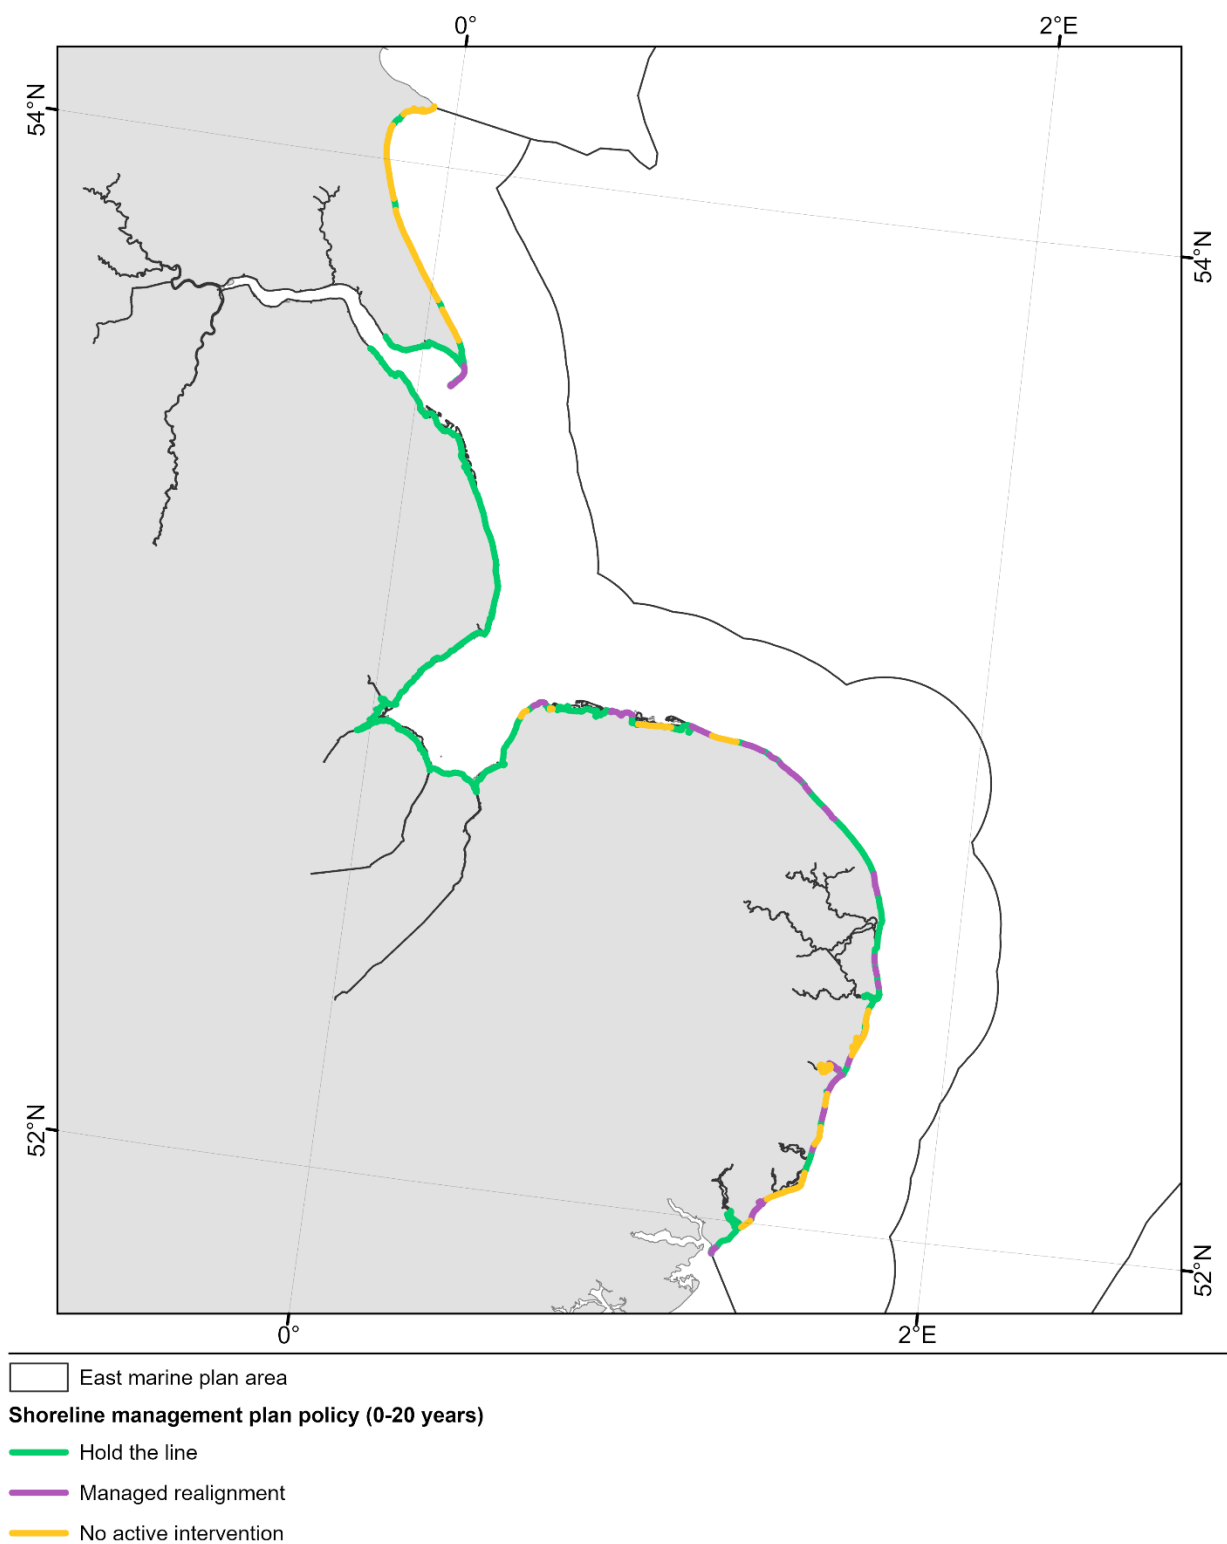 0°
2°E
54°N
54°N
52°N
52°N
0°
2°E
East marine plan area
Shoreline management plan policy (0-20 years)
Hold the line
Managed realignment
No active intervention